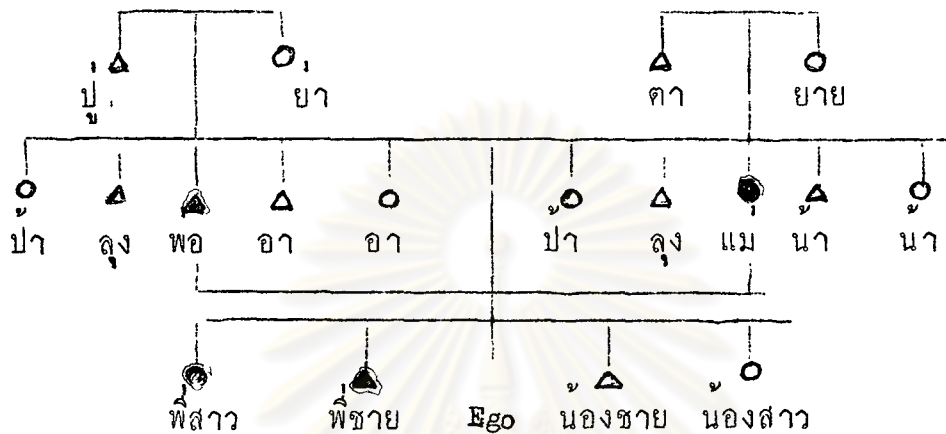 ปู่ ย่า ตา ยาย
ป้า ลุง พ่อ อา อา ป้า ลุง แม่ น้า น้า
พี่สาว พี่ชาย Ego น้องชาย น้องสาว